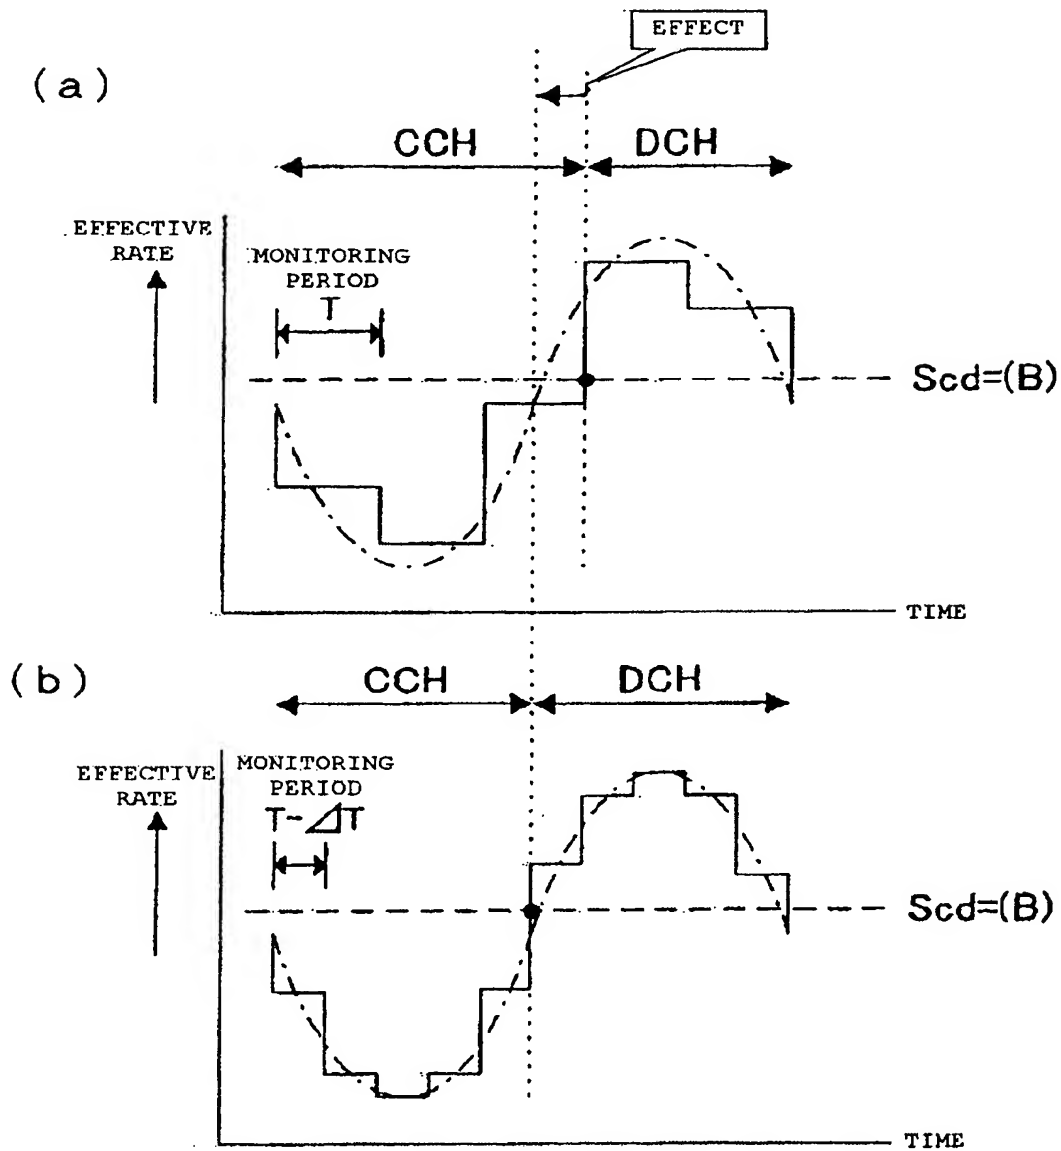 EFFECT
(a)
CCH
DCH
EFFECTIVE
RATE
MONITORING
PERIOD
T
Scd=(B)
TIME
(b)
CCH
DCH
EFFECTIVE
RATE
MONITORING
PERIOD
T-⊿T
Scd=(B)
TIME